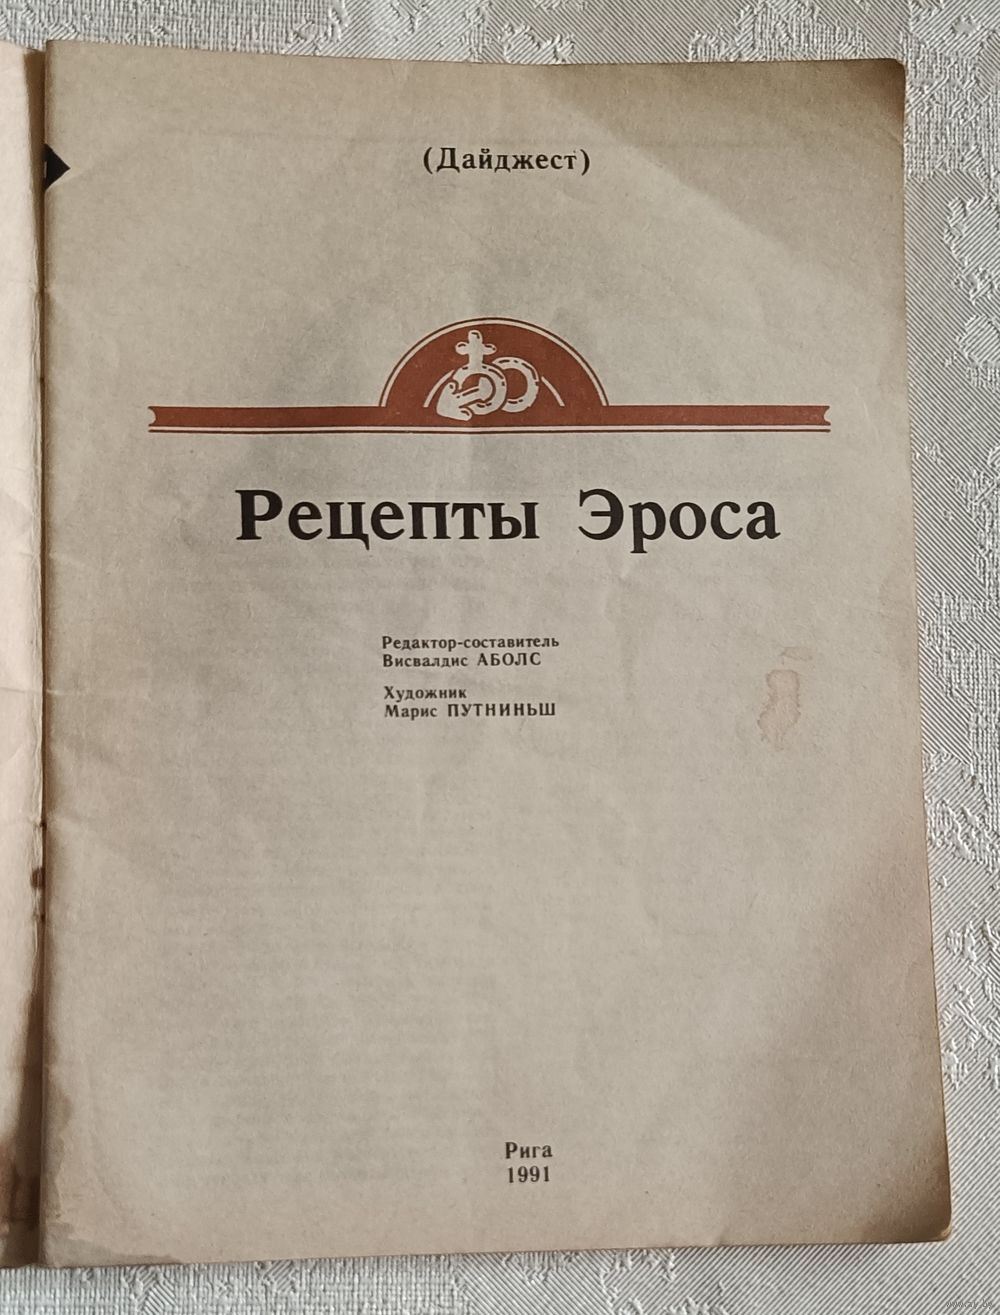 (Дайджест)
Рецепты Эроса
Редактор-составитель
Висвалдис АБОЛС
Художник
Марис ПУТНИНЬШ
Рига
1991